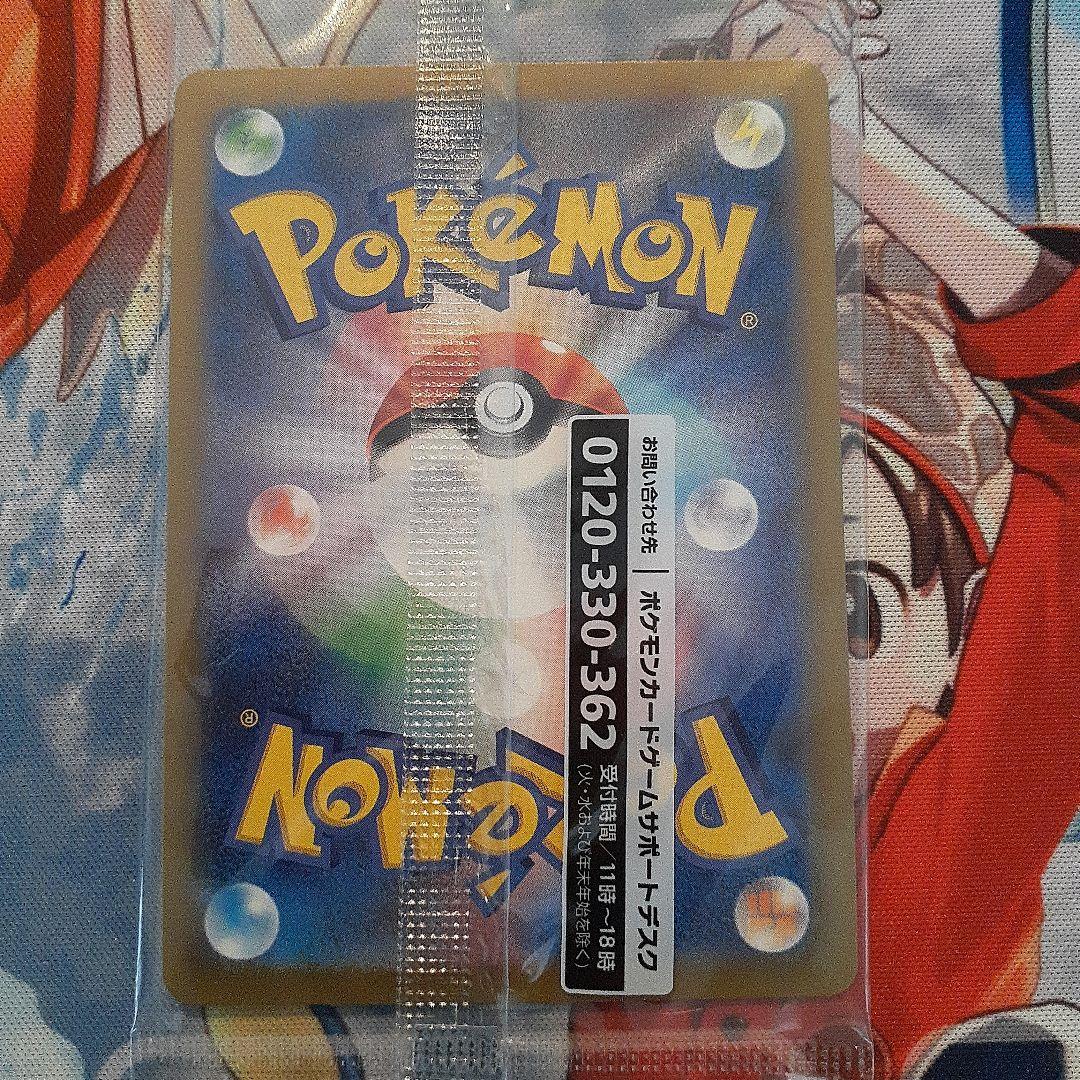 POKéMON
®
お問い合わせ先｜ポケモンカードゲームサポートデスク
0120-330-362 受付時間／11時～18時
(火・水および年末年始を除く)
POKéMON
®